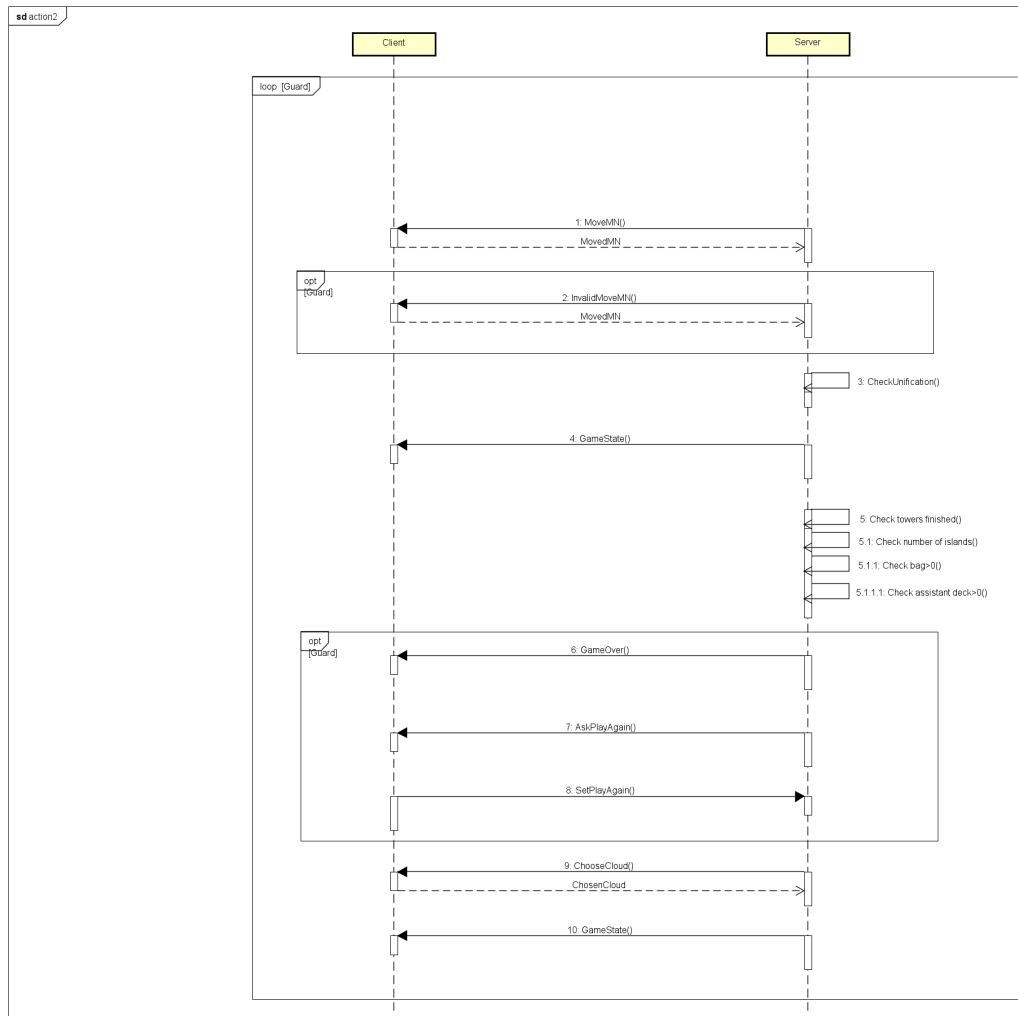 sd action2
Client
Server
loop [Guard]
1: MoveMN()
MovedMN
opt
[Guard]
2: InvalidMoveMN()
MovedMN
3: CheckUnification()
4: GameState()
5: Check towers finished()
5.1: Check number of islands()
5.1.1: Check bag>0()
5.1.1.1: Check assistant deck>0()
opt
[Guard]
6: GameOver()
7: AskPlayAgain()
8: SetPlayAgain()
9: ChooseCloud()
ChosenCloud
10: GameState()